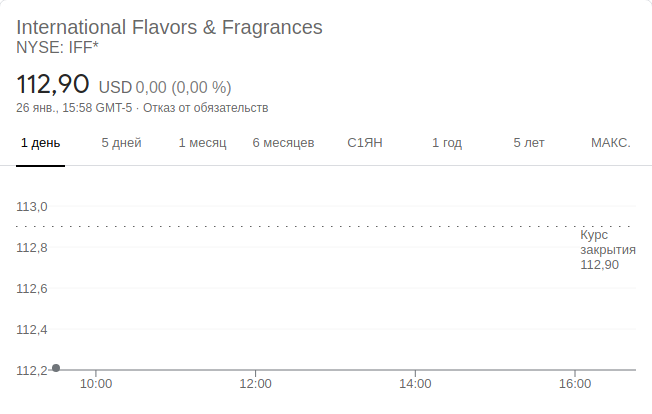 International Flavors & Fragrances
NYSE: IFF*
112,90 USD 0,00 (0,00 %)
26 янв., 15:58 GMT-5 · Отказ от обязательств
1 день 5 дней 1 месяц 6 месяцев С1ЯН 1 год 5 лет МАКС.
113,0
Курс
закрытия
112,90
112,8
112,6
112,4
112,2
10:00 12:00 14:00 16:00